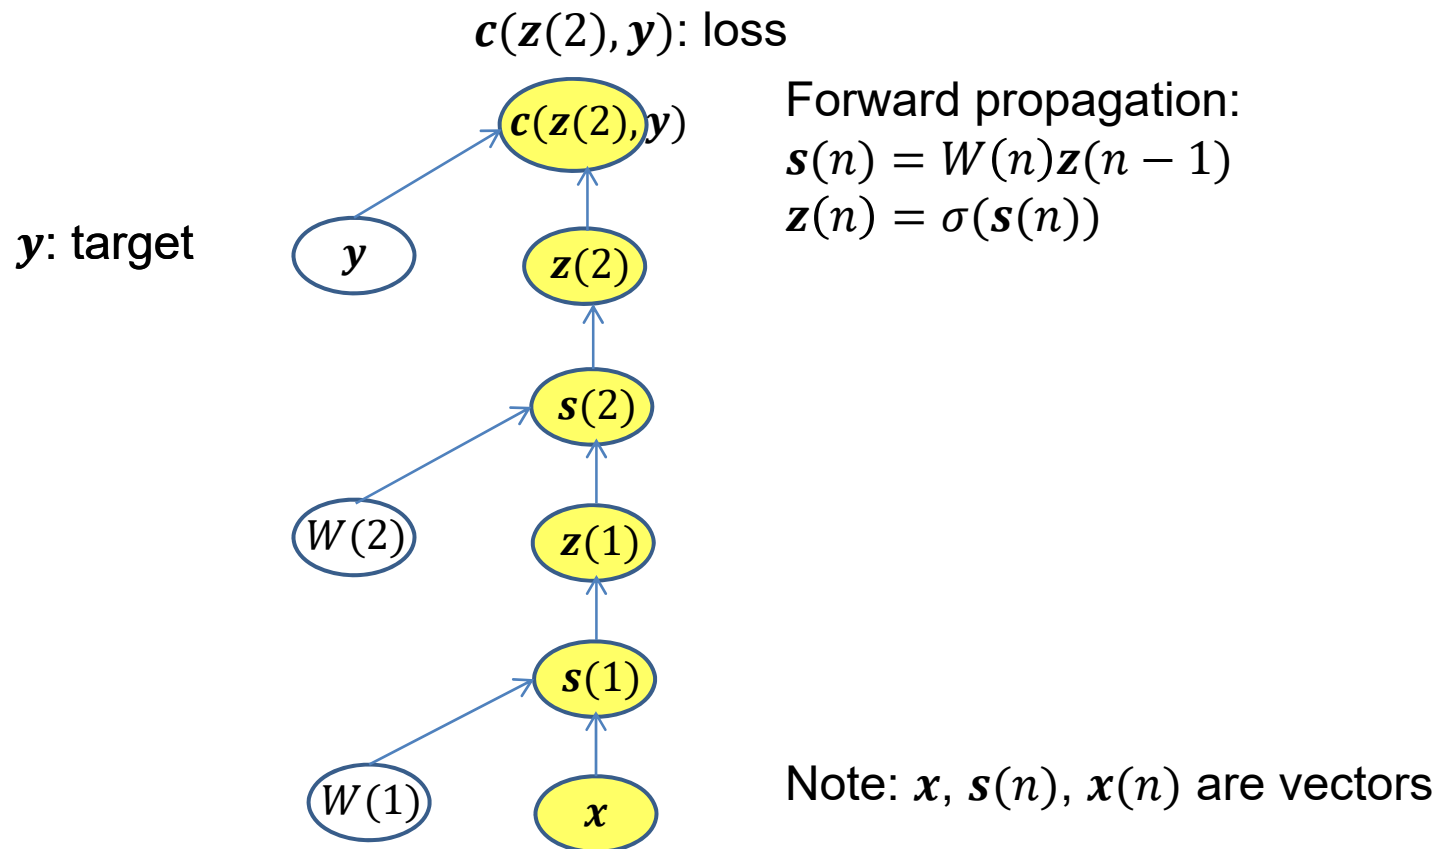 c(z(2), y): loss
c(z(2), y)
Forward propagation:
s(n) = W(n)z(n − 1)
z(n) = σ(s(n))
y: target
y
z(2)
s(2)
W(2)
z(1)
s(1)
W(1)
x
Note: x, s(n), x(n) are vectors